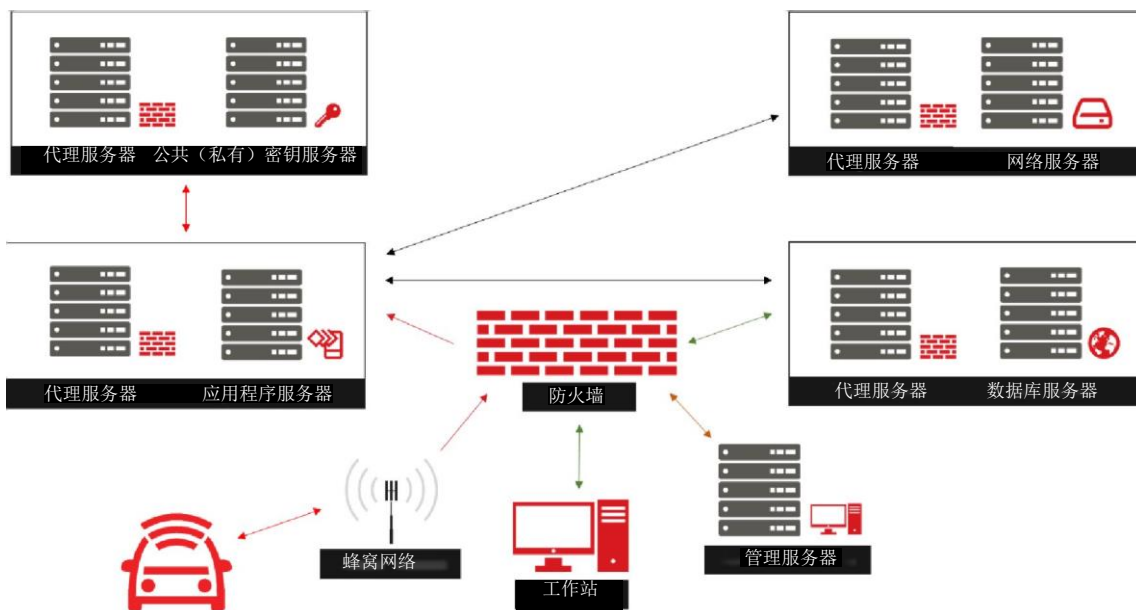 代理服务器 公共（私有）密钥服务器
代理服务器 网络服务器
代理服务器 应用程序服务器
代理服务器 数据库服务器
防火墙
蜂窝网络
工作站
管理服务器